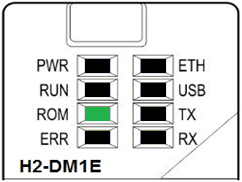 PWR ETH
RUN USB
ROM TX
ERR RX
H2-DM1E